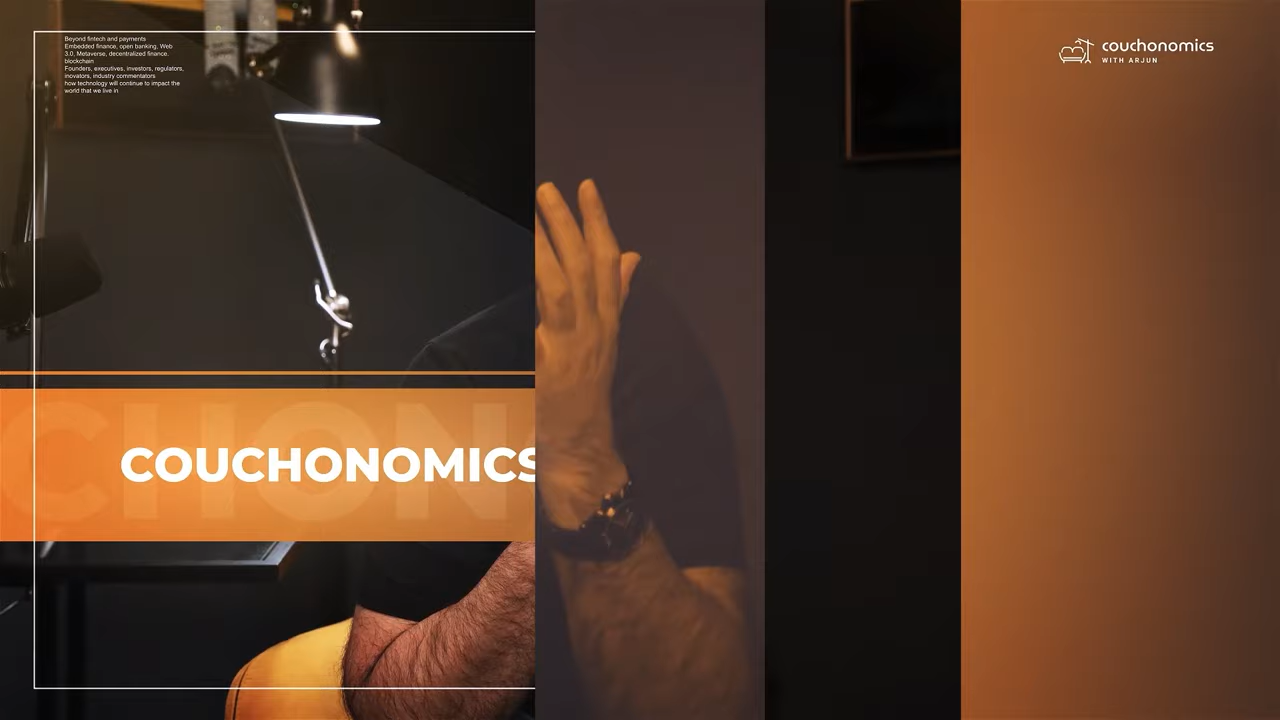 Beyond fintech and payments
Embedded finance, open banking, Web
3.0, Metaverse, decentralized finance.
blockchain
Founders, executives, investors, regulators,
inovators, industry commentators
how technology will continue to impact the
world that we live in
couchonomics
WITH ARJUN
CHON
COUCHONOMICS